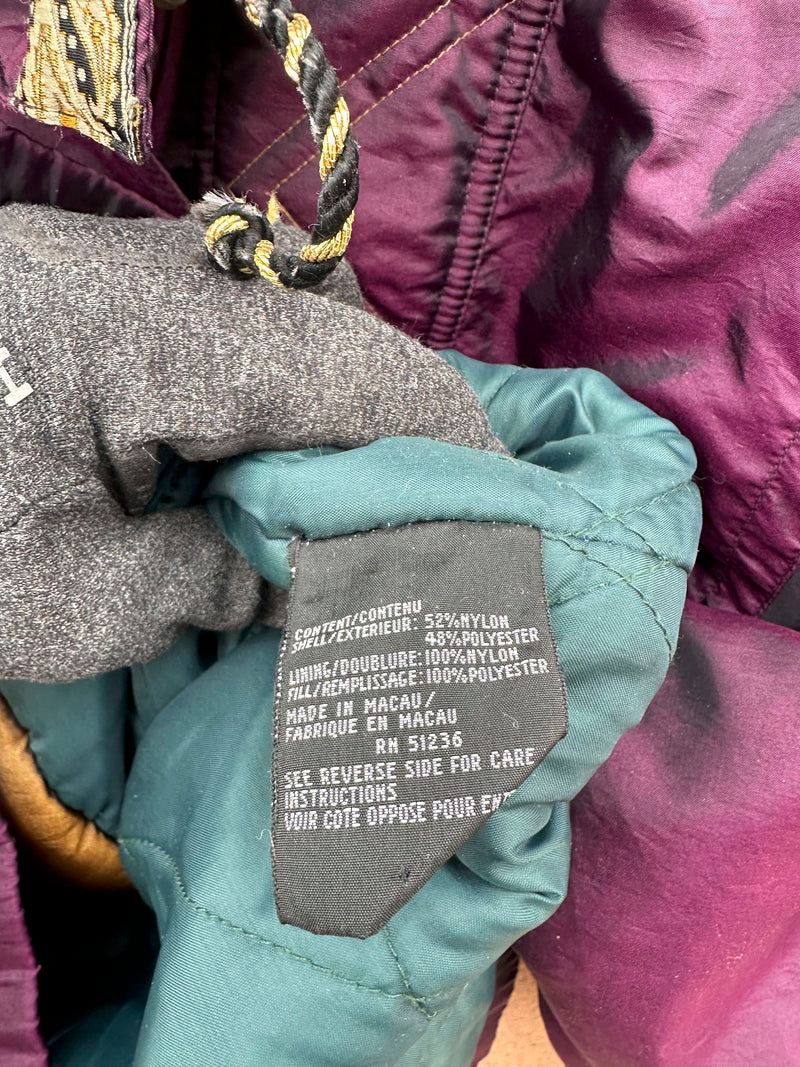 H
CONTENT/CONTENU
SHELL/EXTERIEUR: 52%NYLON
48%POLYESTER
LINING/DOUBLURE: 100%NYLON
FILL/REMPLISSAGE: 100%POLYESTER
MADE IN MACAU/
FABRIQUE EN MACAU
RN 51236
SEE REVERSE SIDE FOR CARE
INSTRUCTIONS
VOIR COTE OPPOSE POUR